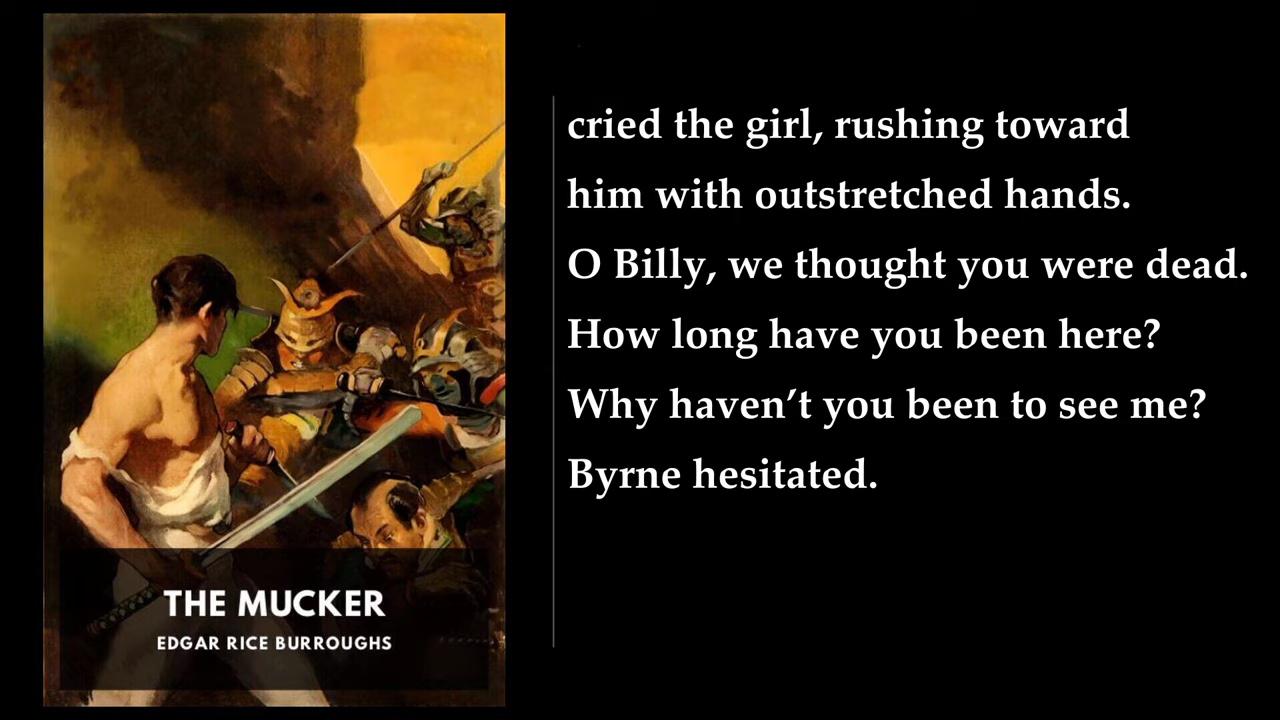 THE MUCKER
EDGAR RICE BURROUGHS
cried the girl, rushing toward
him with outstretched hands.
O Billy, we thought you were dead.
How long have you been here?
Why haven’t you been to see me?
Byrne hesitated.